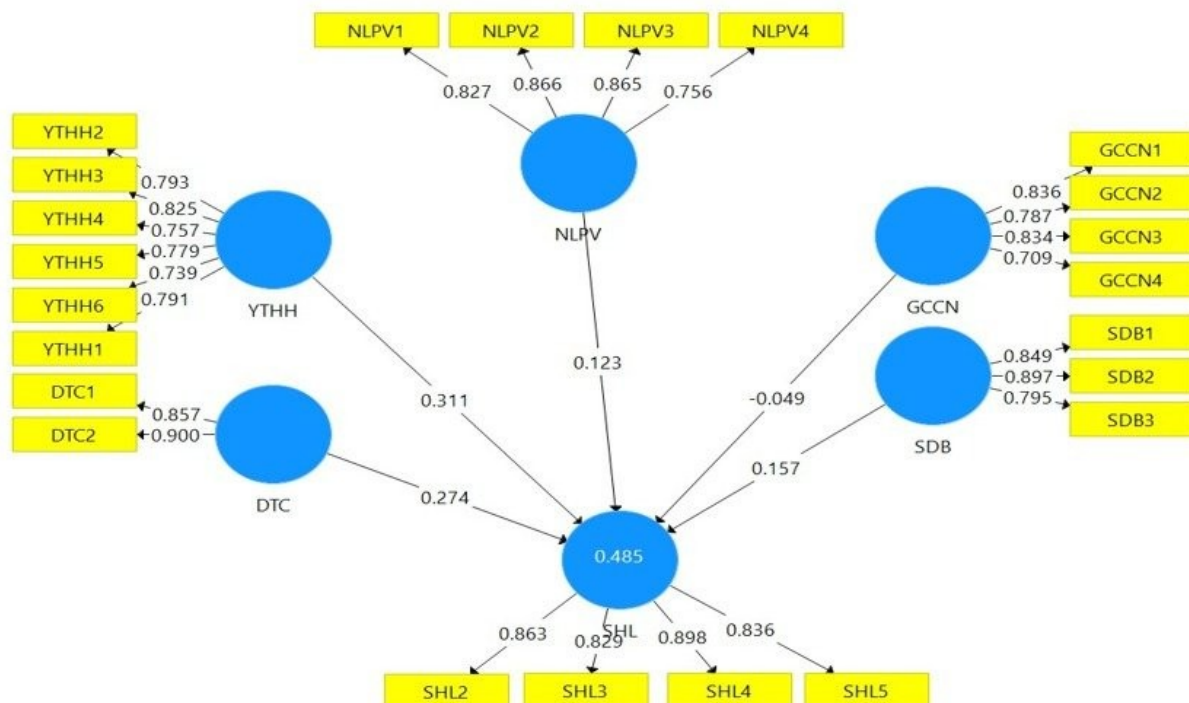 NLPV1 NLPV2 NLPV3 NLPV4
0.827 0.866 0.865 0.756
NLPV
YTHH2
YTHH3
YTHH4
YTHH5
YTHH6
YTHH1
0.793
0.825
0.757
0.779
0.739
0.791
YTHH
DTC1
DTC2
0.857
0.900
DTC
GCCN1
GCCN2
GCCN3
GCCN4
0.836
0.787
0.834
0.709
GCCN
SDB1
SDB2
SDB3
0.849
0.897
0.795
SDB
0.123
0.311
-0.049
0.274
0.157
0.485
SHL
0.863 0.829 0.898 0.836
SHL2 SHL3 SHL4 SHL5